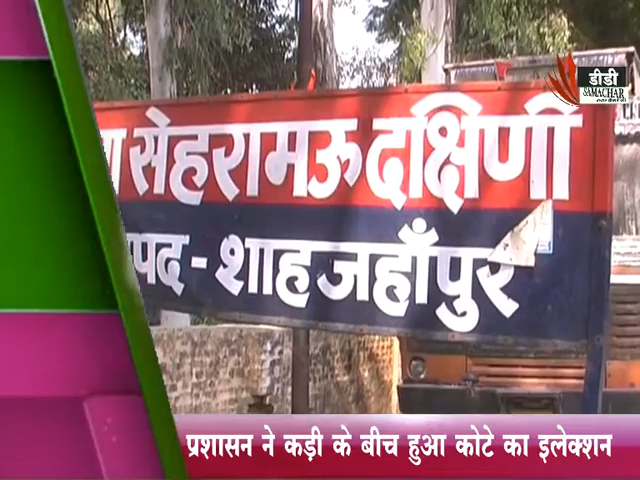 डीडी
SAMACHAR
सेहरामऊ दक्षिणी
पद - शाहजहाँपुर
प्रशासन ने कड़ी के बीच हुआ कोटे का इलेक्शन